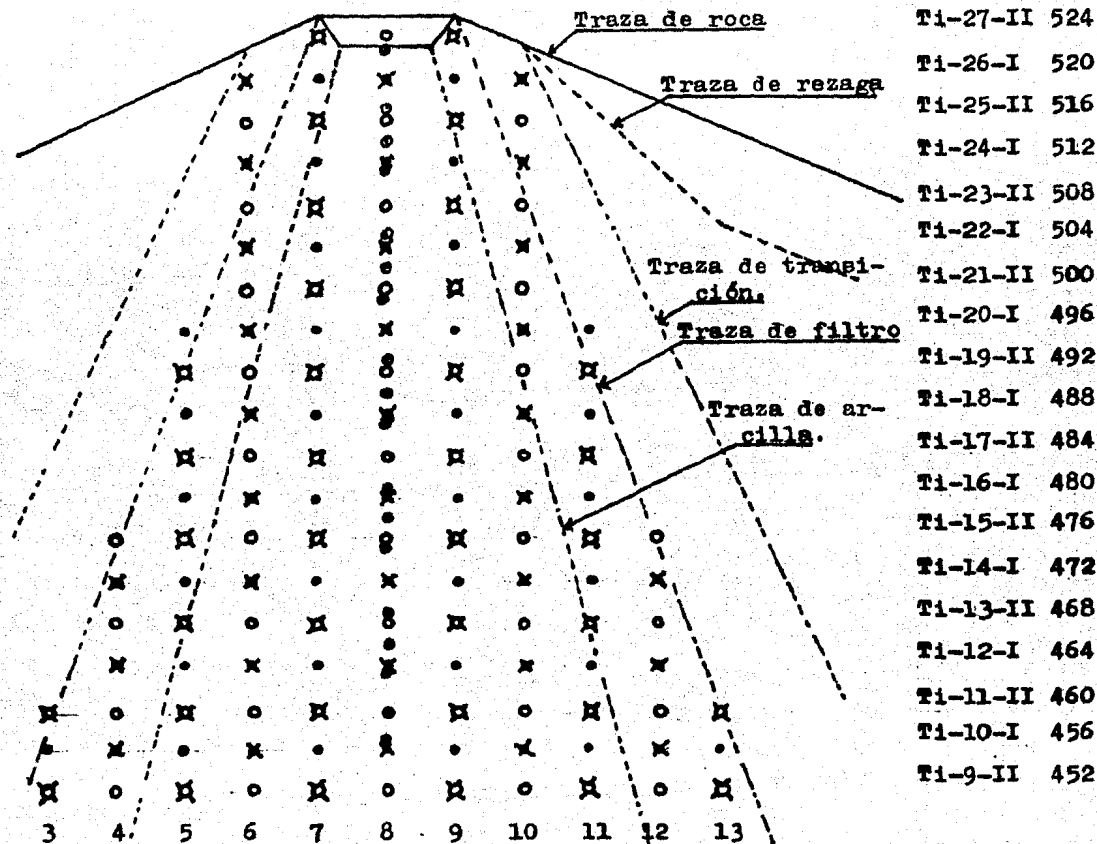 Traza de roca
Traza de rezaga
Traza de transi-
ción.
Traza de filtro
Traza de ar-
cilla.
Ti-27-II 524
Ti-26-I 520
Ti-25-II 516
Ti-24-I 512
Ti-23-II 508
Ti-22-I 504
Ti-21-II 500
Ti-20-I 496
Ti-19-II 492
Ti-18-I 488
Ti-17-II 484
Ti-16-I 480
Ti-15-II 476
Ti-14-I 472
Ti-13-II 468
Ti-12-I 464
Ti-11-II 460
Ti-10-I 456
Ti-9-II 452
3 4 5 6 7 8 9 10 11 12 13